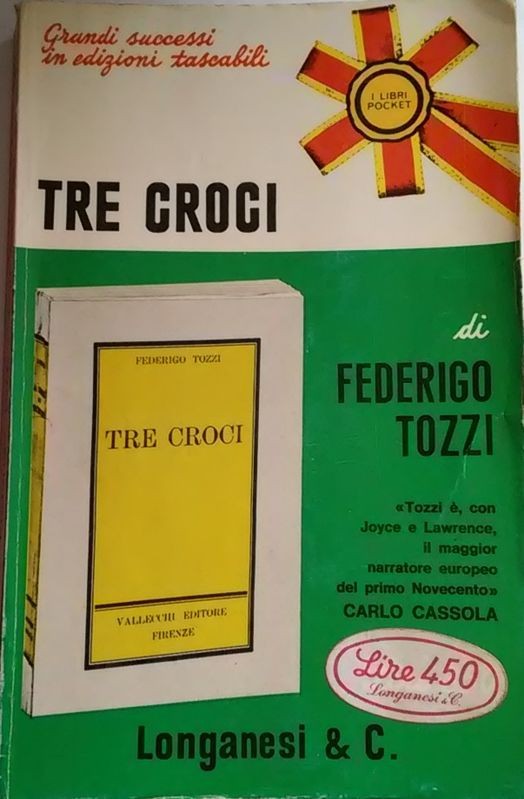 Grandi successi
in edizioni tascabili
I LIBRI
POCKET
TRE CROCI
FEDERIGO TOZZI
TRE CROCI
VALLECCHI EDITORE
FIRENZE
di
FEDERIGO
TOZZI
«Tozzi è, con
Joyce e Lawrence,
il maggior
narratore europeo
del primo Novecento»
CARLO CASSOLA
Lire 450
Longanesi & C.
Longanesi & C.